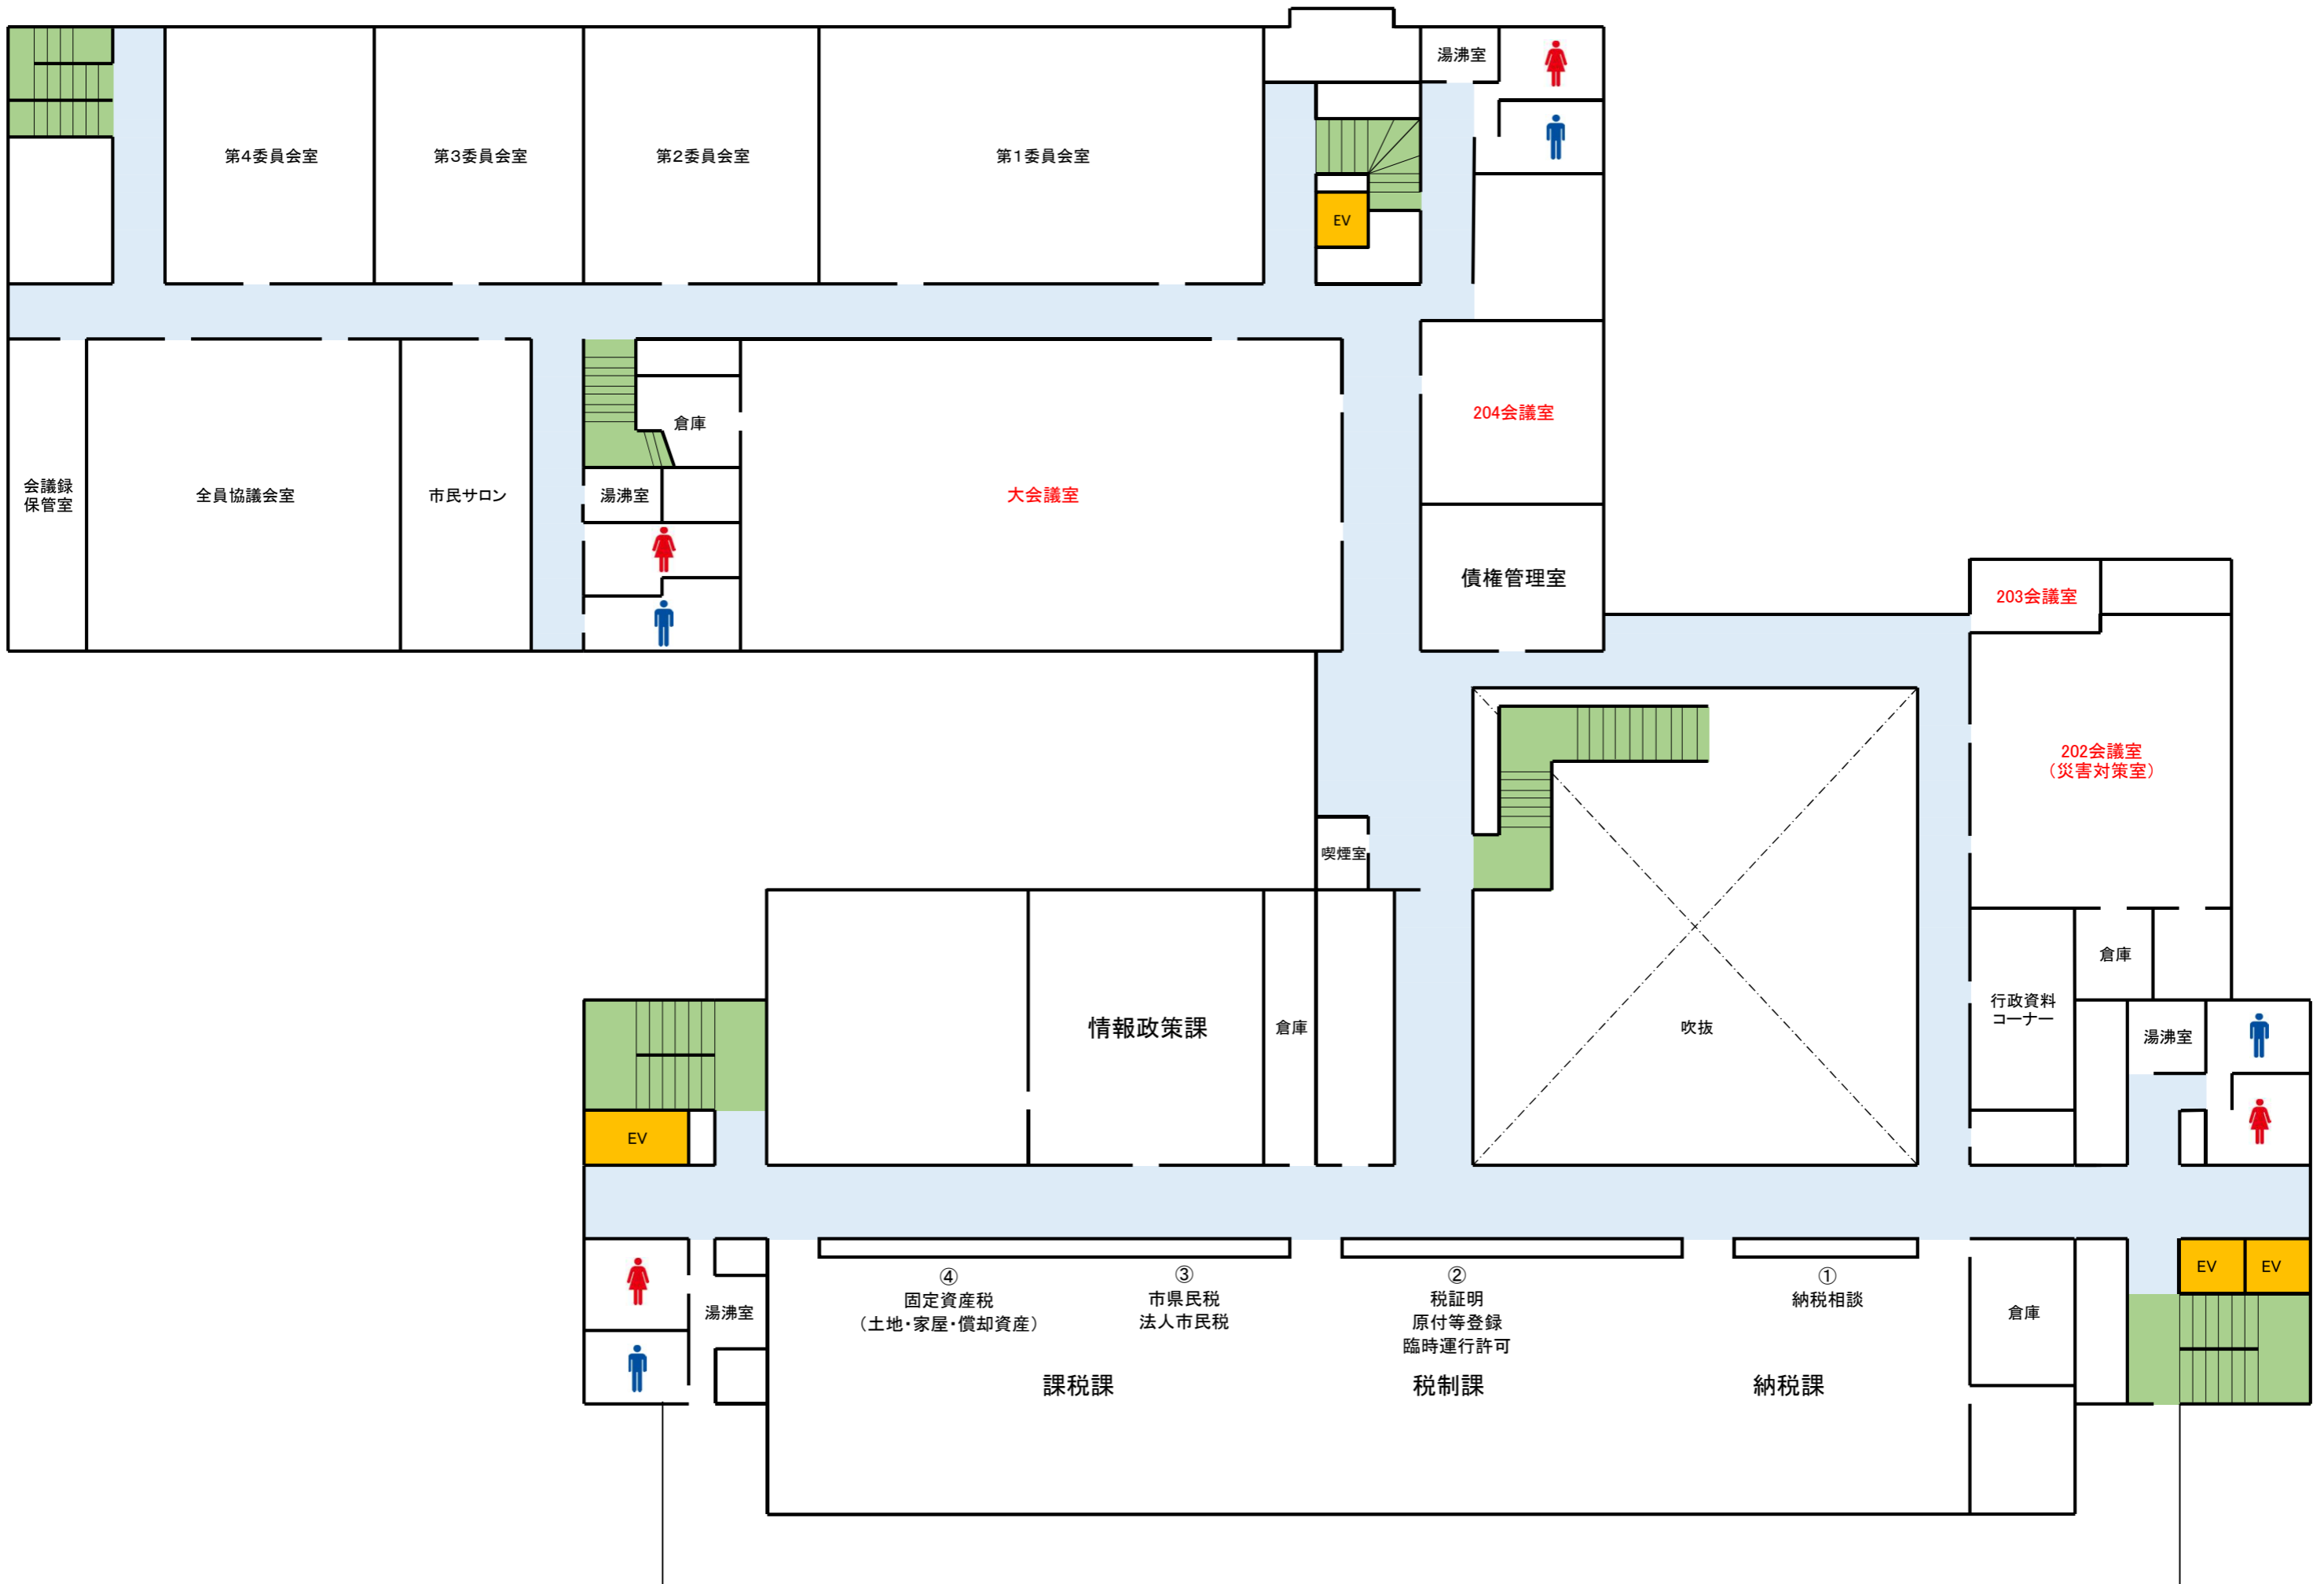 湯沸室
第4委員会室
第3委員会室
第2委員会室
第1委員会室
EV
204会議室
倉庫
会議録
保管室
全員協議会室
市民サロン
湯沸室
大会議室
債権管理室
203会議室
202会議室
（災害対策室）
喫煙室
倉庫
行政資料
コーナー
情報政策課
倉庫
吹抜
湯沸室
EV
EV
EV
④
固定資産税
（土地・家屋・償却資産）
③
市県民税
法人市民税
②
税証明
原付等登録
臨時運行許可
①
納税相談
湯沸室
倉庫
課税課
税制課
納税課